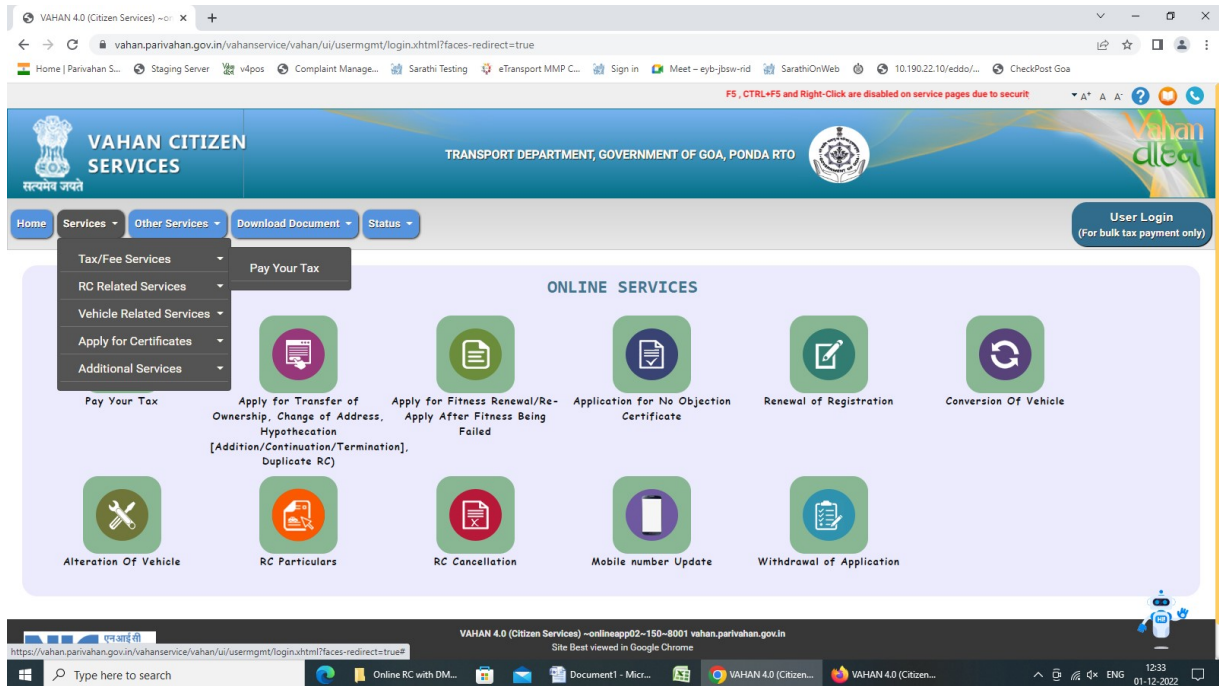 VAHAN 4.0 (Citizen Services) ~on
vahan.parivahan.gov.in/vahanservice/vahan/ui/usermgmt/login.xhtml?faces-redirect=true
Home | Parivahan S... Staging Server v4pos Complaint Manage... Sarathi Testing eTransport MMP C... Sign in Meet – eyb-jbsw-rid SarathiOnWeb 10.190.22.10/eddo/... CheckPost Goa
F5 , CTRL+F5 and Right-Click are disabled on service pages due to securit A+ A A- ?
VAHAN CITIZEN
SERVICES
सत्यमेव जयते
TRANSPORT DEPARTMENT, GOVERNMENT OF GOA, PONDA RTO
Vahan
वाहन
Home Services Other Services Download Document Status
User Login
(For bulk tax payment only)
Tax/Fee Services
Pay Your Tax
RC Related Services
Vehicle Related Services
Apply for Certificates
Additional Services
ONLINE SERVICES
Pay Your Tax
Apply for Transfer of
Ownership, Change of Address,
Hypothecation
[Addition/Continuation/Termination],
Duplicate RC)
Apply for Fitness Renewal/Re-
Apply After Fitness Being
Failed
Application for No Objection
Certificate
Renewal of Registration
Conversion Of Vehicle
Alteration Of Vehicle
RC Particulars
RC Cancellation
Mobile number Update
Withdrawal of Application
एन आई सी
VAHAN 4.0 (Citizen Services) ~onlineapp02~150~8001 vahan.parivahan.gov.in
Site Best viewed in Google Chrome
https://vahan.parivahan.gov.in/vahanservice/vahan/ui/usermgmt/login.xhtml?faces-redirect=true#
Type here to search
Online RC with DM...
Document1 - Micr...
VAHAN 4.0 (Citizen...
VAHAN 4.0 (Citizen...
ENG
12:33
01-12-2022